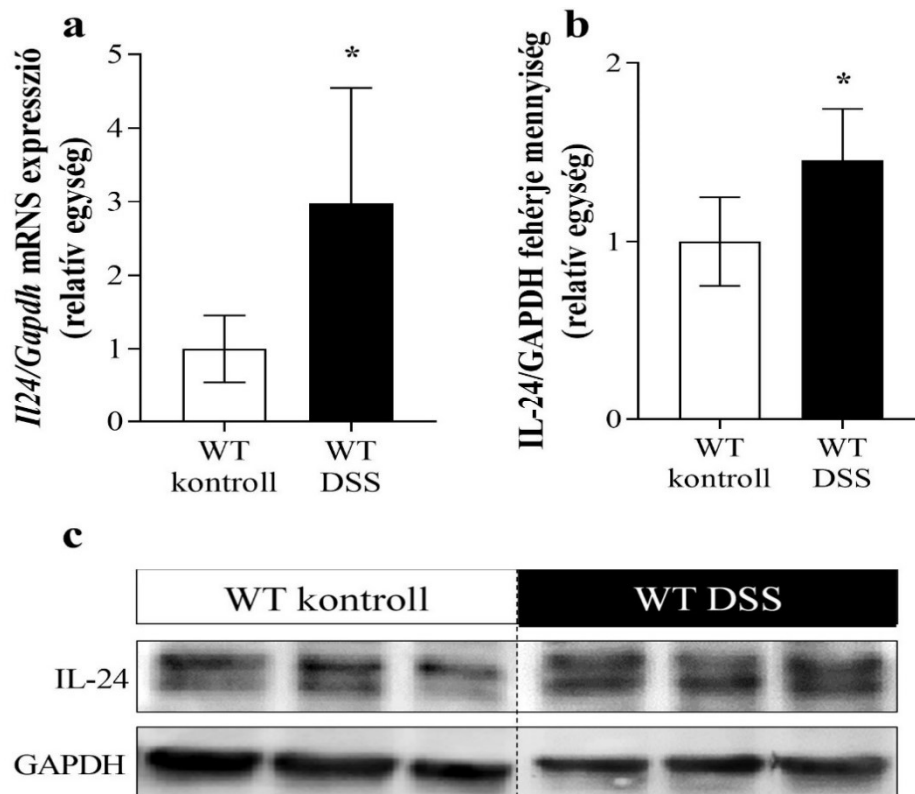 a
Il24/Gapdh mRNS expresszió
(relatív egység)
5
4
3
2
1
0
*
WT
kontroll
WT
DSS
b
IL-24/GAPDH fehérje mennyiség
(relatív egység)
2
1
0
*
WT
kontroll
WT
DSS
c
WT kontroll
WT DSS
IL-24
GAPDH